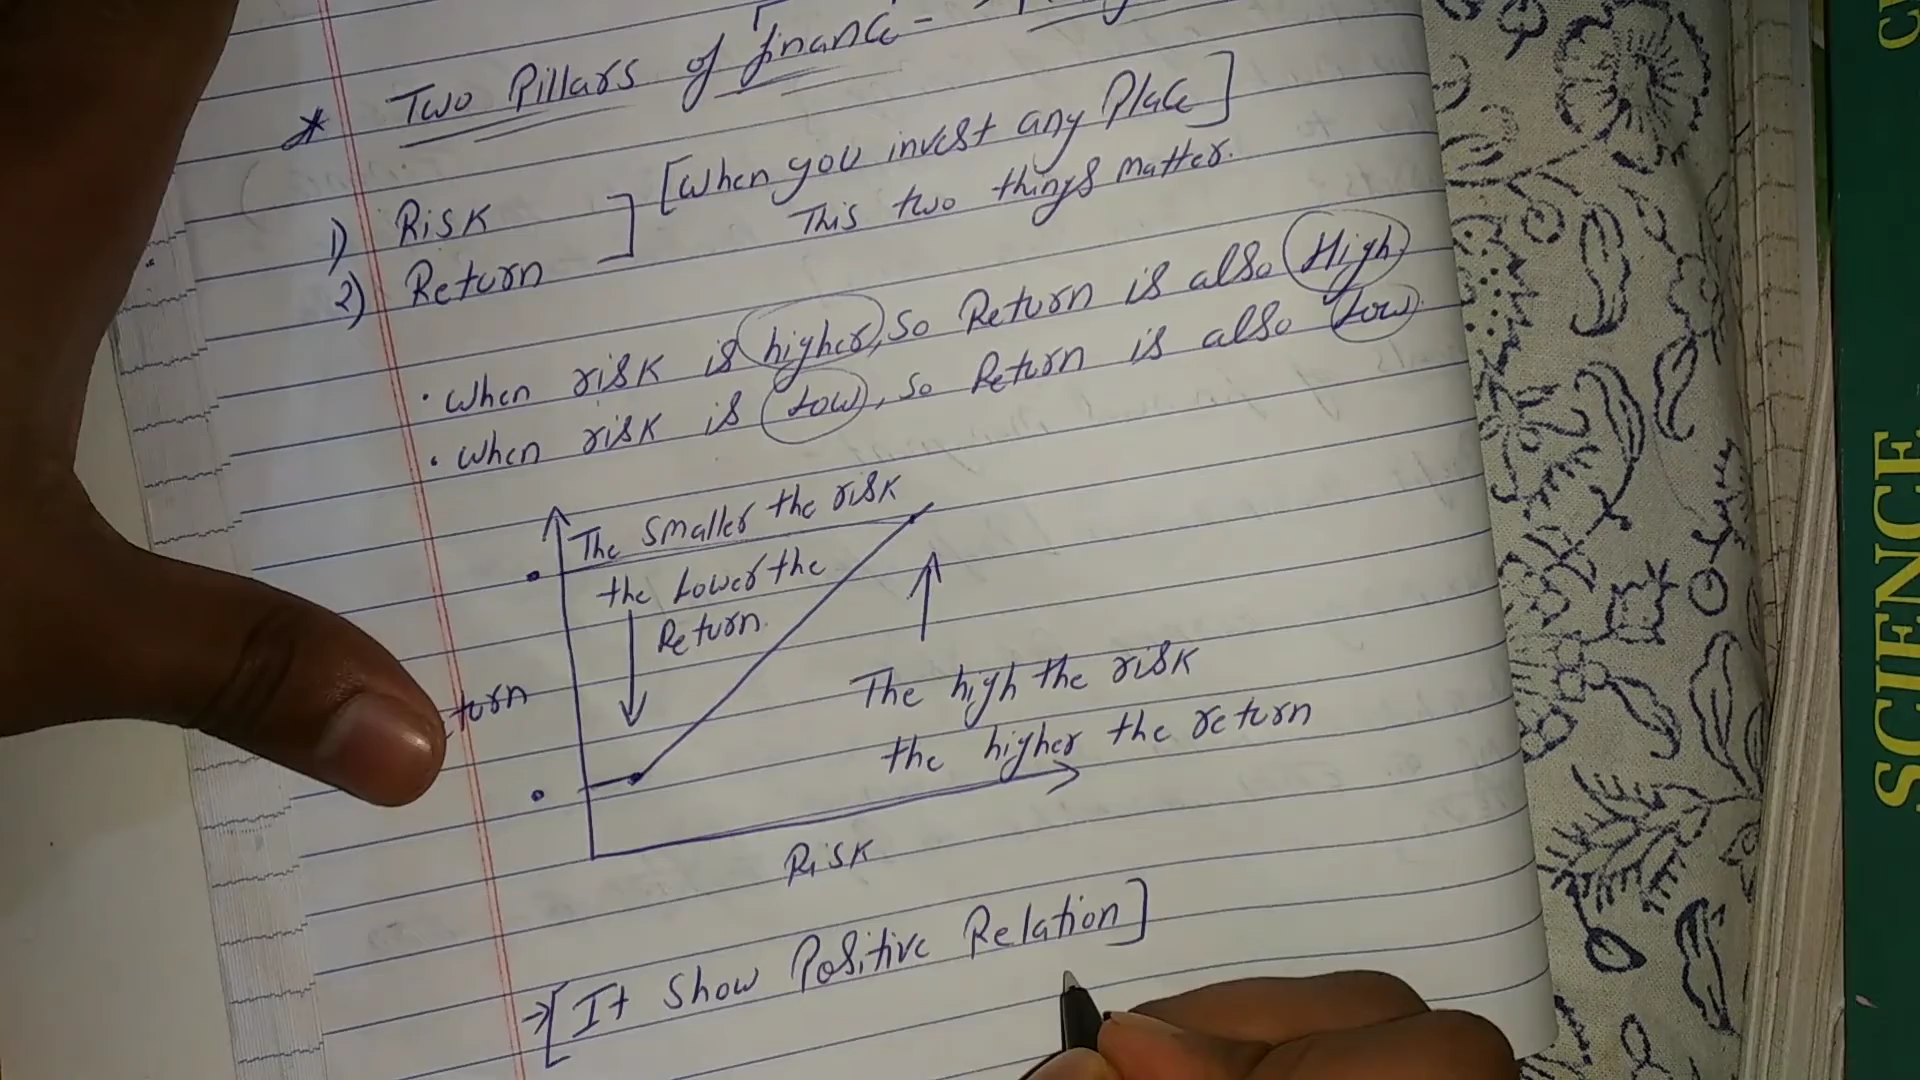 * Two Pillars of finance -
1) Risk
2) Return
[When you invest any Place]
This two things matter.
• When risk is higher, so Return is also High,
• When risk is Low, so Return is also Low.
The smaller the risk
the Lower the
Return.
The high the risk
the higher the return
turn
Risk
→ [It Show Positive Relation]
SCIENCE